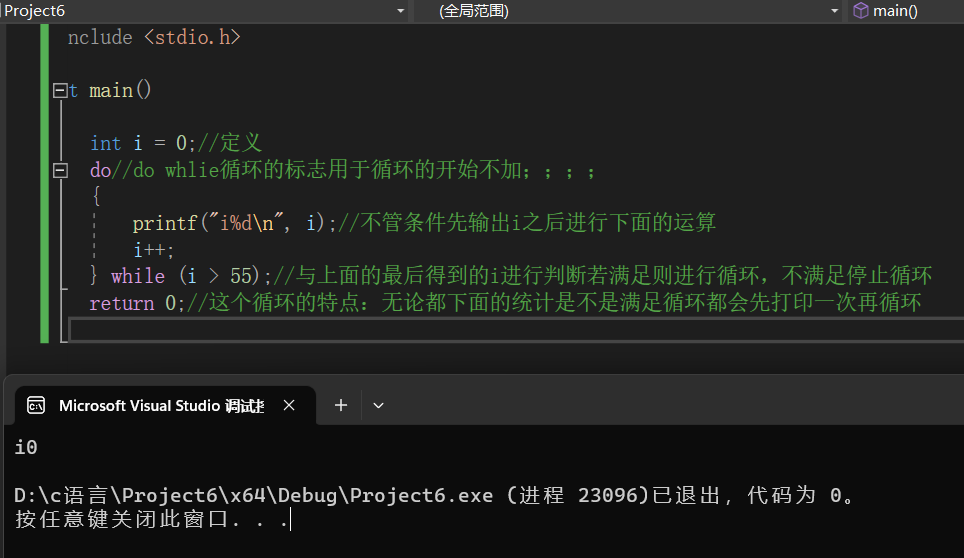 Project6 (全局范围) main()
nclude <stdio.h>
t main()
int i = 0;//定义
do//do whlie循环的标志用于循环的开始不加；；；；
{
printf("i%d\n", i);//不管条件先输出i之后进行下面的运算
i++;
} while (i > 55);//与上面的最后得到的i进行判断若满足则进行循环，不满足停止循环
return 0;//这个循环的特点：无论都下面的统计是不是满足循环都会先打印一次再循环
Microsoft Visual Studio 调试
i0
D:\c语言\Project6\x64\Debug\Project6.exe (进程 23096)已退出，代码为 0。
按任意键关闭此窗口. . .